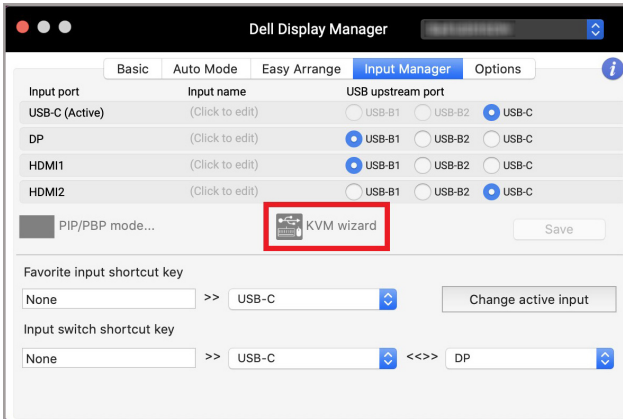 Dell Display Manager
Basic Auto Mode Easy Arrange Input Manager Options i
Input port Input name USB upstream port
USB-C (Active) (Click to edit) USB-B1 USB-B2 USB-C
DP (Click to edit) USB-B1 USB-B2 USB-C
HDMI1 (Click to edit) USB-B1 USB-B2 USB-C
HDMI2 (Click to edit) USB-B1 USB-B2 USB-C
PIP/PBP mode... KVM wizard Save
Favorite input shortcut key
None >> USB-C Change active input
Input switch shortcut key
None >> USB-C <<>> DP